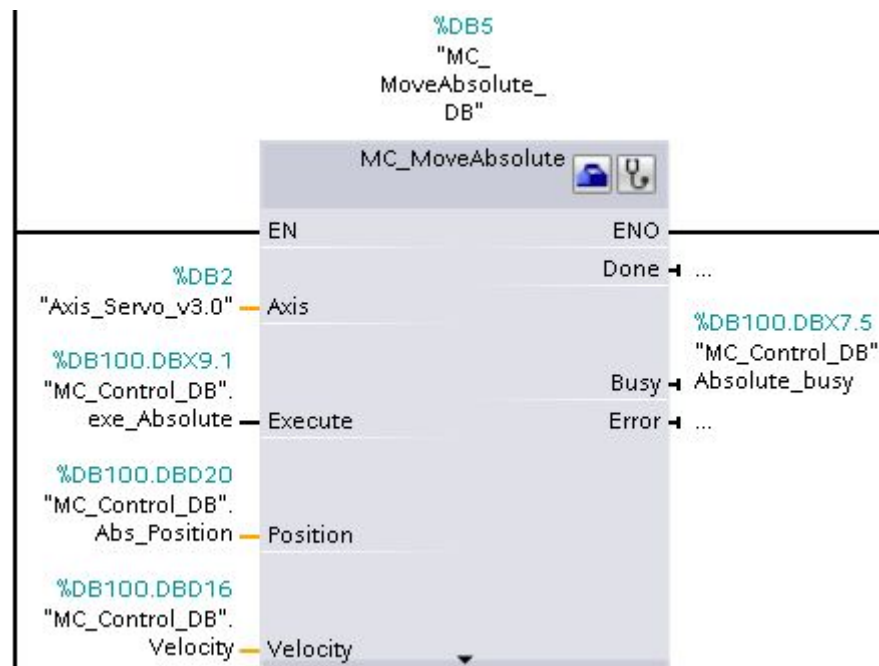 %DB5
"MC_
MoveAbsolute_
DB"
MC_MoveAbsolute
EN
ENO
Done
...
%DB2
"Axis_Servo_v3.0"
Axis
%DB100.DBX7.5
"MC_Control_DB"
Absolute_busy
Busy
%DB100.DBX9.1
"MC_Control_DB".
exe_Absolute
Execute
Error
...
%DB100.DBD20
"MC_Control_DB".
Abs_Position
Position
%DB100.DBD16
"MC_Control_DB".
Velocity
Velocity